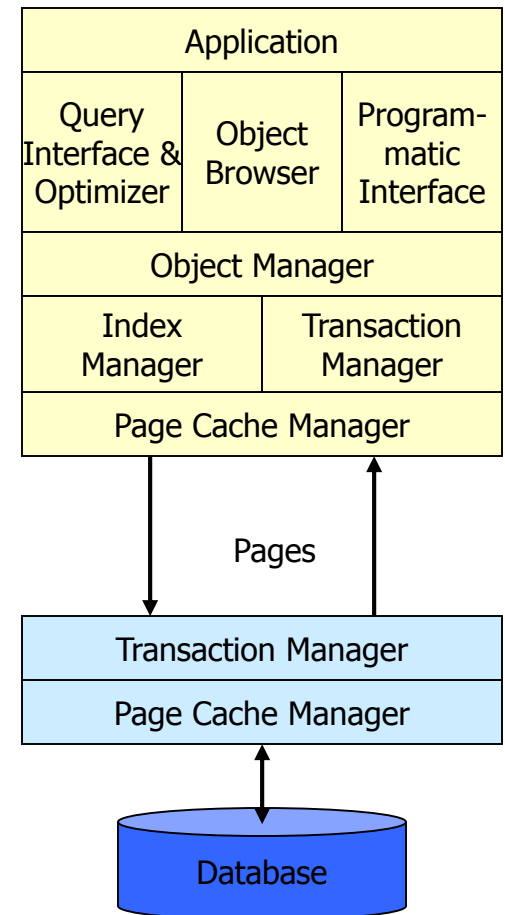 Application
Query
Interface &
Optimizer
Object
Browser
Program-
matic
Interface
Object Manager
Index
Manager
Transaction
Manager
Page Cache Manager
Pages
Transaction Manager
Page Cache Manager
Database